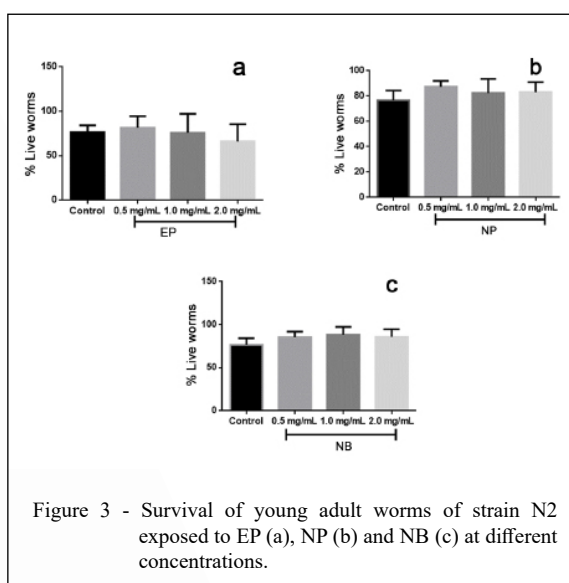 a
% Live worms
150
100
50
0
Control 0.5 mg/mL 1.0 mg/mL 2.0 mg/mL
EP
b
% Live worms
100
80
60
40
20
0
Control 0.5 mg/mL 1.0 mg/mL 2.0 mg/mL
NP
c
% Live worms
150
100
50
0
Control 0.5 mg/mL 1.0 mg/mL 2.0 mg/mL
NB
Figure 3 - Survival of young adult worms of strain N2
exposed to EP (a), NP (b) and NB (c) at different
concentrations.